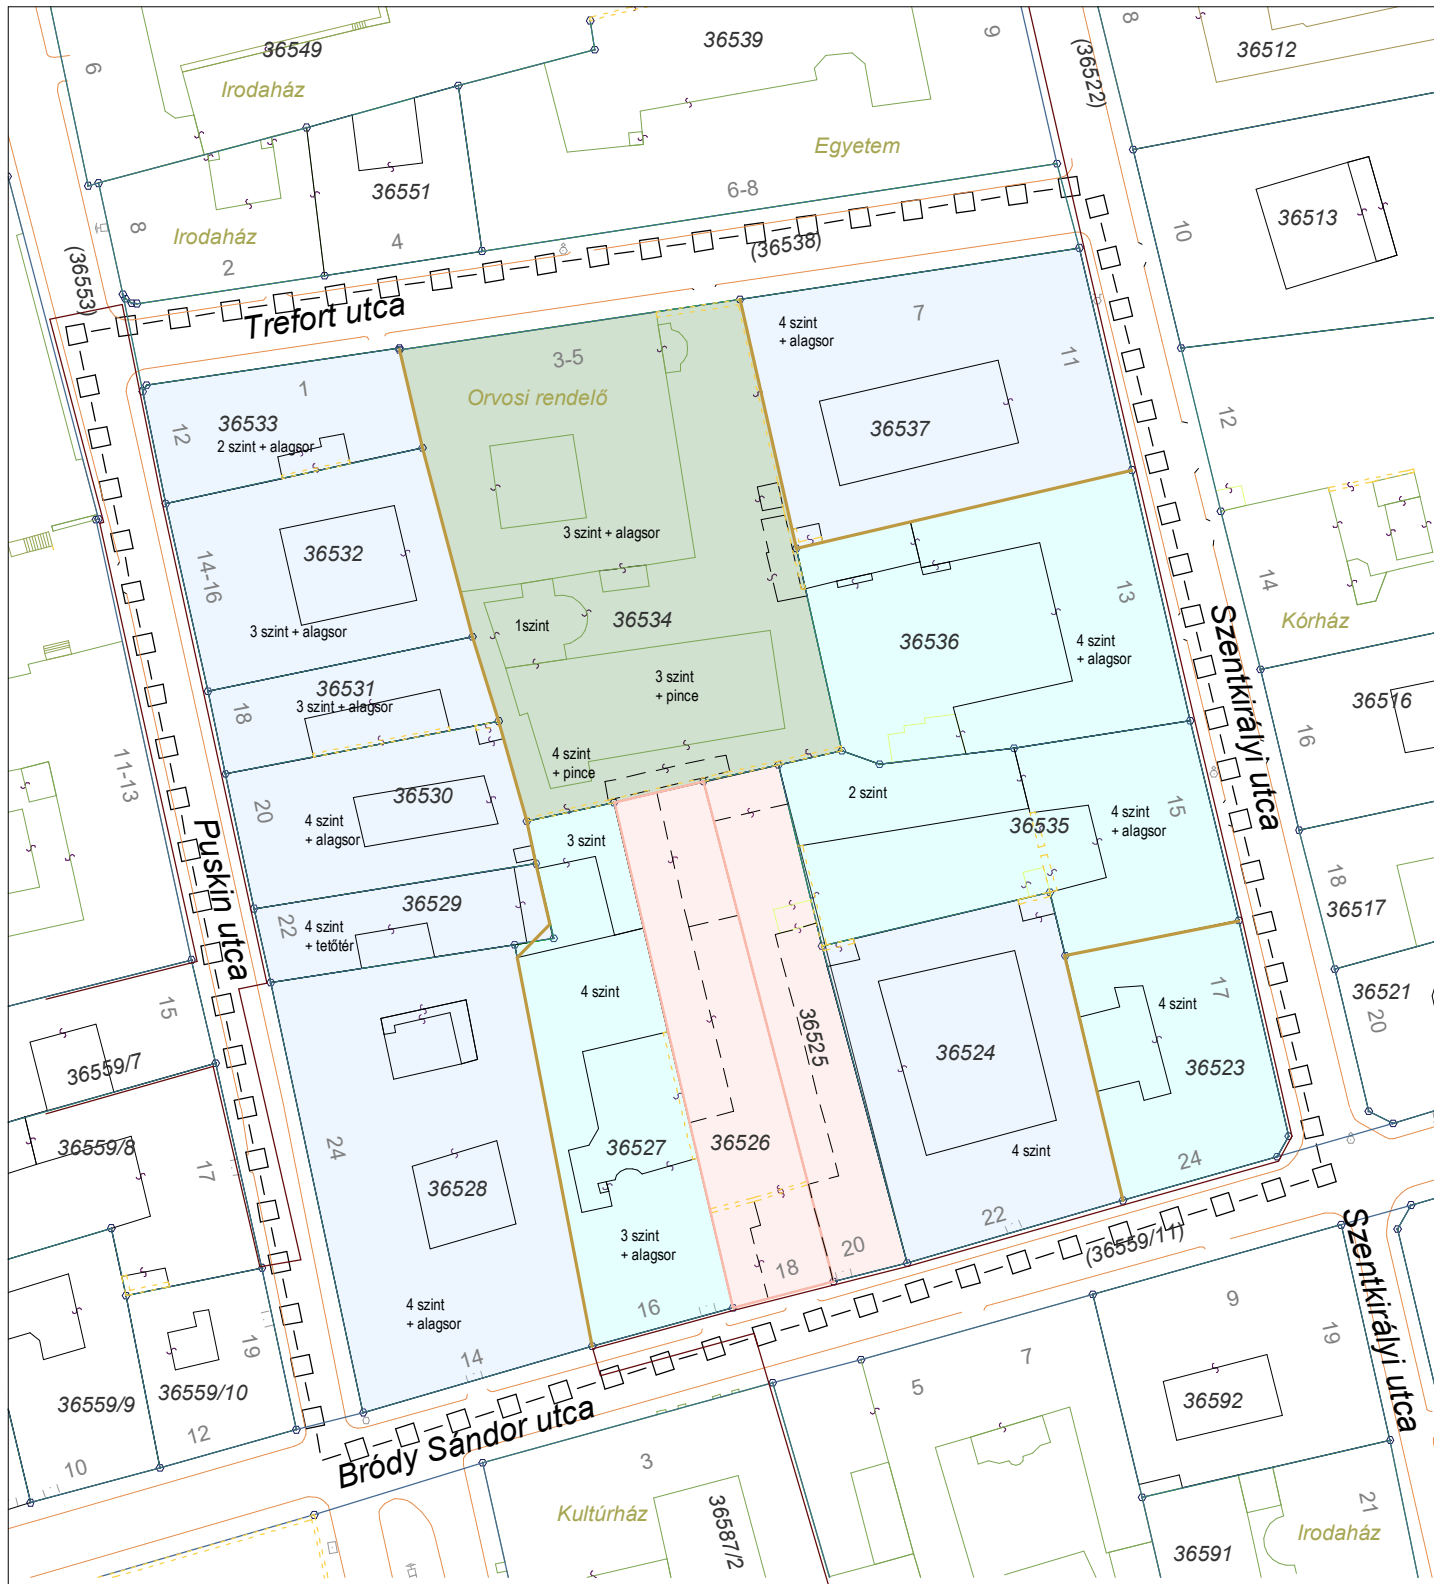 36549
36539
9
8
36512
6
Irodaház
(36522)
Egyetem
36551
6-8
8
Irodaház
4
10
36513
2
(36538)
(36553)
Trefort utca
7
4 szint
+ alagsor
3-5
11
1
Orvosi rendelő
12
36533
2 szint + alagsor
36537
12
36532
3 szint + alagsor
14-16
14
13
Kórház
1szint
36534
36536
4 szint
+ alagsor
3 szint + alagsor
Szentkirályi utca
3 szint
+ pince
36531
3 szint + alagsor
18
36516
16
11-13
4 szint
+ pince
36530
20
4 szint
+ alagsor
2 szint
36535
4 szint
+ alagsor
15
3 szint
Puskin utca
36529
22
4 szint
+ tetőtér
18
36517
15
4 szint
17
4 szint
36521
20
36525
36524
36523
36559/7
36559/8
17
24
36527
36526
4 szint
36528
24
3 szint
+ alagsor
22
(36559/11)
Szentkirályi utca
20
18
16
4 szint
+ alagsor
9
19
19
14
7
5
36559/10
36559/9
36592
12
Bródy Sándor utca
10
3
Kultúrház
36587/2
21
Irodaház
36591